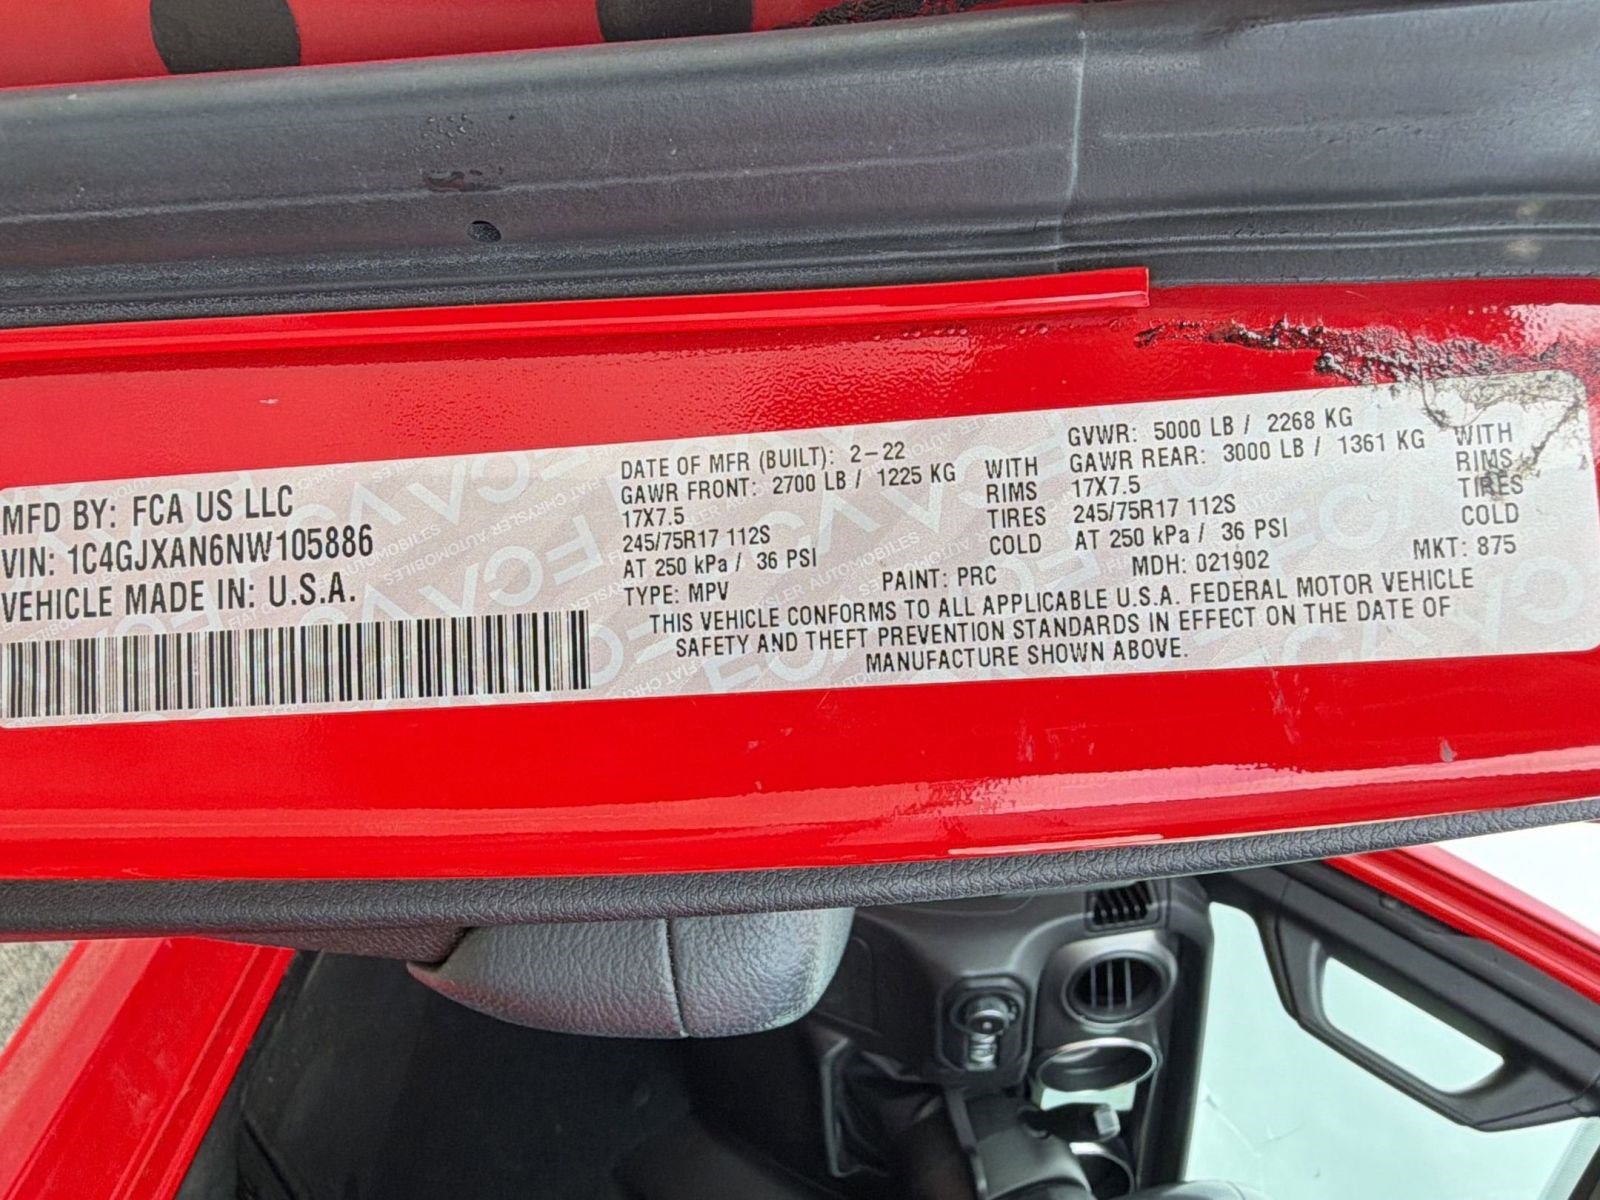 MFD BY: FCA US LLC
VIN: 1C4GJXAN6NW105886
VEHICLE MADE IN: U.S.A.
DATE OF MFR (BUILT): 2-22
GAWR FRONT: 2700 LB / 1225 KG WITH
17X7.5 RIMS
245/75R17 112S TIRES
AT 250 kPa / 36 PSI COLD
TYPE: MPV
GVWR: 5000 LB / 2268 KG
GAWR REAR: 3000 LB / 1361 KG WITH
17X7.5 RIMS
245/75R17 112S TIRES
AT 250 kPa / 36 PSI COLD
PAINT: PRC MDH: 021902 MKT: 875
THIS VEHICLE CONFORMS TO ALL APPLICABLE U.S.A. FEDERAL MOTOR VEHICLE
SAFETY AND THEFT PREVENTION STANDARDS IN EFFECT ON THE DATE OF
MANUFACTURE SHOWN ABOVE.